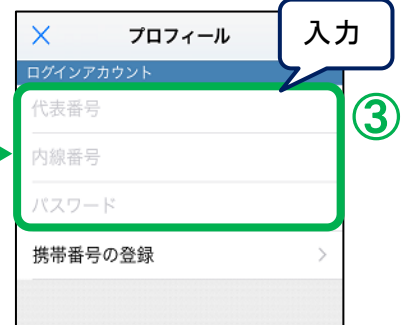 プロフィール
入力
ログインアカウント
代表番号
③
内線番号
パスワード
携帯番号の登録